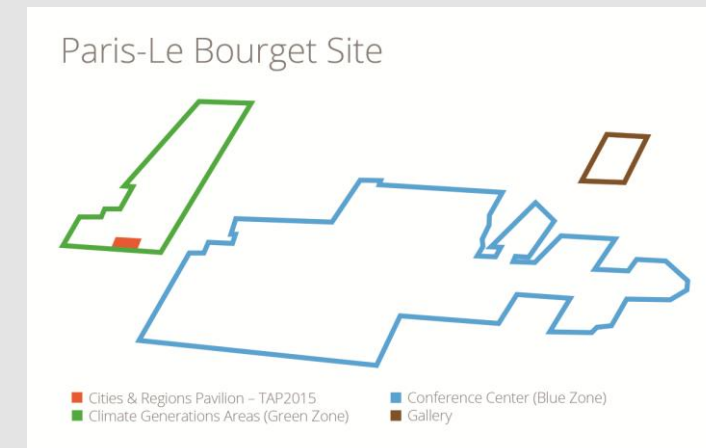 Paris-Le Bourget Site
Cities & Regions Pavilion – TAP2015
Climate Generations Areas (Green Zone)
Conference Center (Blue Zone)
Gallery